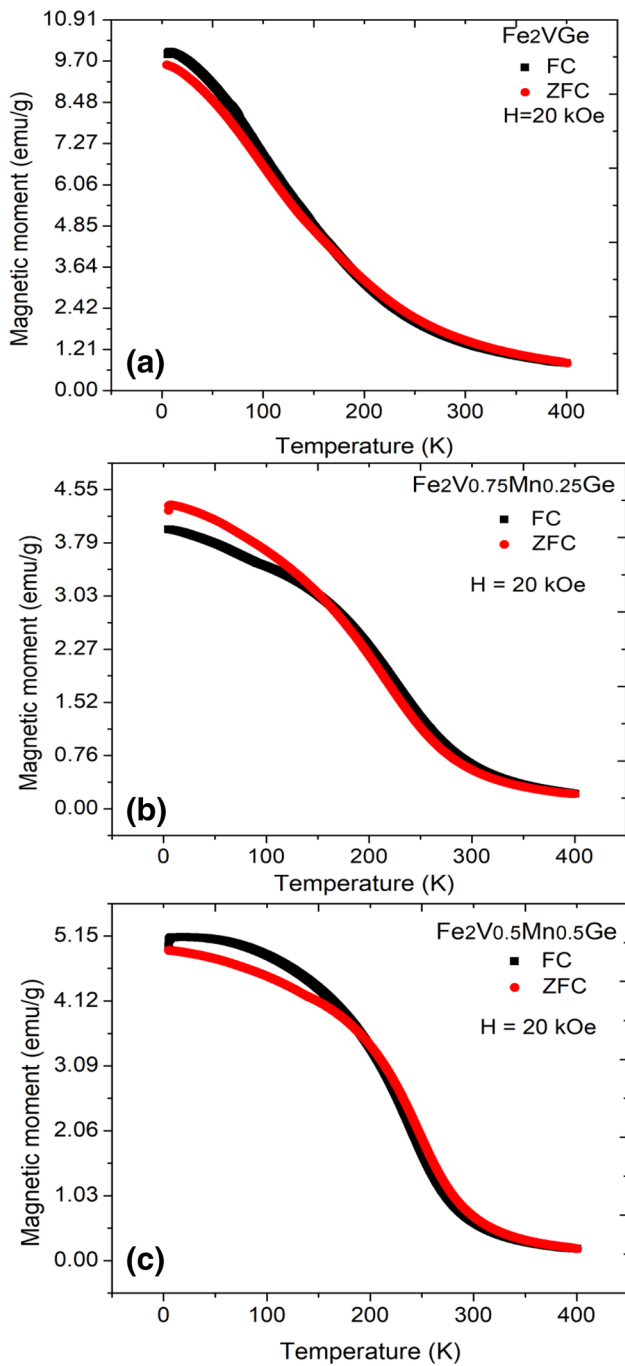 10.91
9.70
8.48
7.27
6.06
4.85
3.64
2.42
1.21
0.00
Magnetic moment (emu/g)
Fe2VGe
FC
ZFC
H=20 kOe
(a)
0 100 200 300 400
Temperature (K)
4.55
3.79
3.03
2.27
1.52
0.76
0.00
Magnetic moment (emu/g)
Fe2V0.75Mn0.25Ge
FC
ZFC
H = 20 kOe
(b)
0 100 200 300 400
Temperature (K)
5.15
4.12
3.09
2.06
1.03
0.00
Magnetic moment (emu/g)
Fe2V0.5Mn0.5Ge
FC
ZFC
H = 20 kOe
(c)
0 100 200 300 400
Temperature (K)